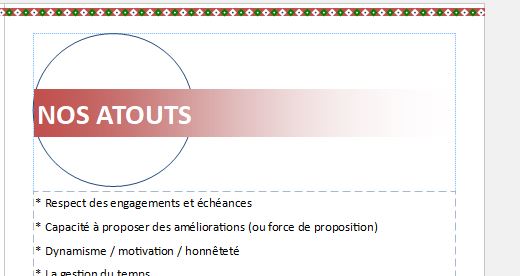 NOS ATOUTS
* Respect des engagements et échéances
* Capacité à proposer des améliorations (ou force de proposition)
* Dynamisme / motivation / honnêteté
* La gestion du temps